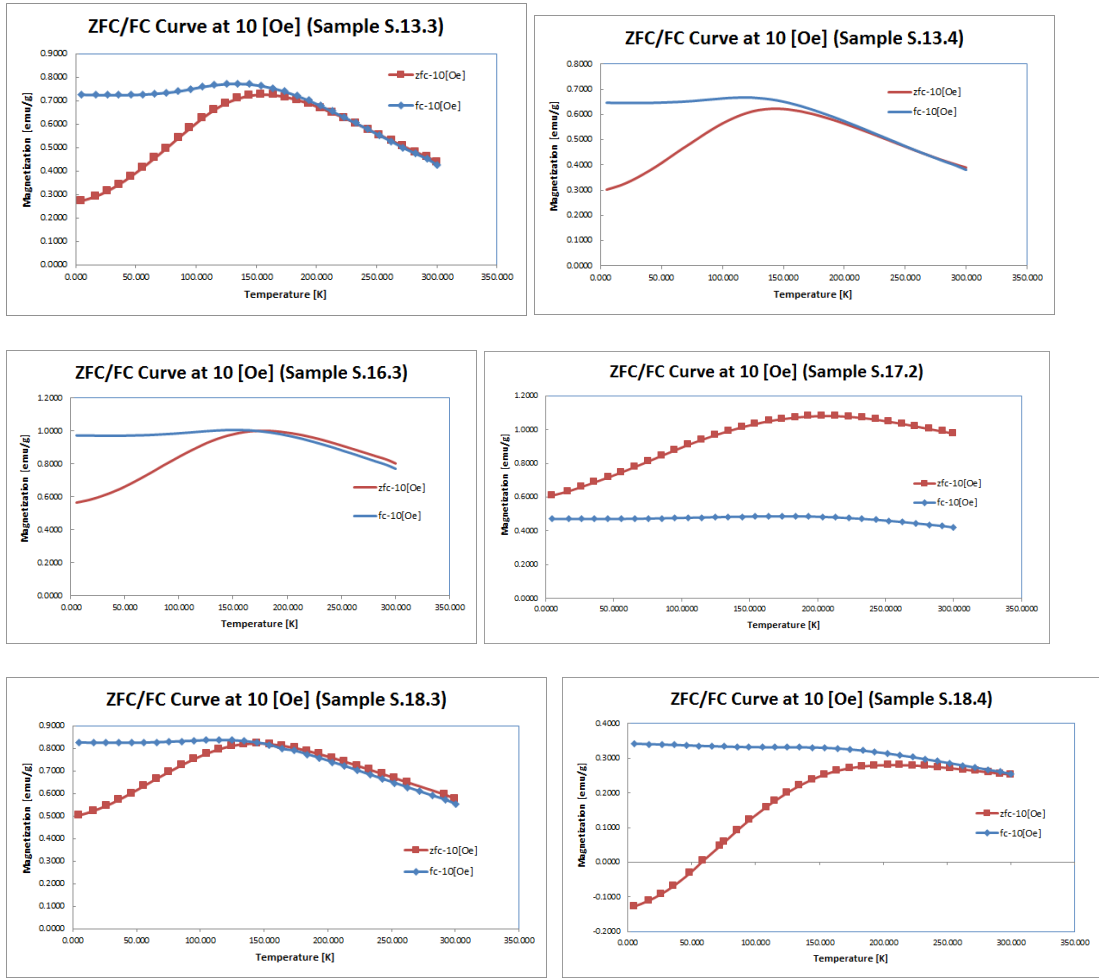 ZFC/FC Curve at 10 [Oe] (Sample S.13.3)
Magnetization [emu/g]
0.9000
0.8000
0.7000
0.6000
0.5000
0.4000
0.3000
0.2000
0.1000
0.0000
zfc-10[Oe]
fc-10[Oe]
0.000 50.000 100.000 150.000 200.000 250.000 300.000 350.000
Temperature [K]
ZFC/FC Curve at 10 [Oe] (Sample S.13.4)
Magnetization [emu/g]
0.8000
0.7000
0.6000
0.5000
0.4000
0.3000
0.2000
0.1000
0.0000
zfc-10[Oe]
fc-10[Oe]
0.000 50.000 100.000 150.000 200.000 250.000 300.000 350.000
Temperature [K]
ZFC/FC Curve at 10 [Oe] (Sample S.16.3)
Magnetization [emu/g]
1.2000
1.0000
0.8000
0.6000
0.4000
0.2000
0.0000
zfc-10[Oe]
fc-10[Oe]
0.000 50.000 100.000 150.000 200.000 250.000 300.000 350.000
Temperature [K]
ZFC/FC Curve at 10 [Oe] (Sample S.17.2)
Magnetization [emu/g]
1.2000
1.0000
0.8000
0.6000
0.4000
0.2000
0.0000
zfc-10[Oe]
fc-10[Oe]
0.0000 50.0000 100.0000 150.0000 200.0000 250.0000 300.0000 350.0000
Temperature [K]
ZFC/FC Curve at 10 [Oe] (Sample S.18.3)
Magnetization [emu/g]
0.9000
0.8000
0.7000
0.6000
0.5000
0.4000
0.3000
0.2000
0.1000
0.0000
zfc-10[Oe]
fc-10[Oe]
0.000 50.000 100.000 150.000 200.000 250.000 300.000 350.000
Temperature [K]
ZFC/FC Curve at 10 [Oe] (Sample S.18.4)
Magnetization [emu/g]
0.4000
0.3000
0.2000
0.1000
0.0000
-0.1000
-0.2000
zfc-10[Oe]
fc-10[Oe]
0.000 50.000 100.000 150.000 200.000 250.000 300.000 350.000
Temperature [K]